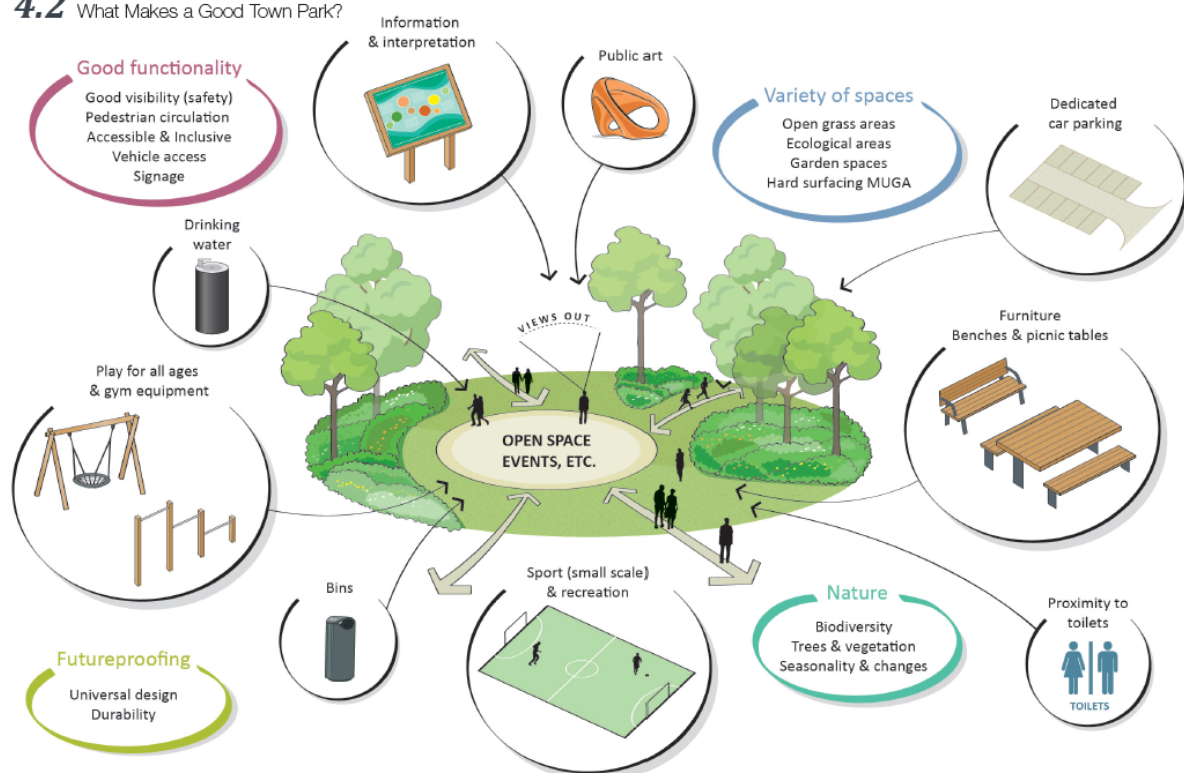 4.2 What Makes a Good Town Park?
Information
& interpretation
Public art
Good functionality
Good visibility (safety)
Pedestrian circulation
Accessible & Inclusive
Vehicle access
Signage
Variety of spaces
Open grass areas
Ecological areas
Garden spaces
Hard surfacing MUGA
Dedicated
car parking
Drinking
water
VIEWS OUT
Furniture
Benches & picnic tables
Play for all ages
& gym equipment
OPEN SPACE
EVENTS, ETC.
Bins
Sport (small scale)
& recreation
Nature
Biodiversity
Trees & vegetation
Seasonality & changes
Proximity to
toilets
TOILETS
Futureproofing
Universal design
Durability